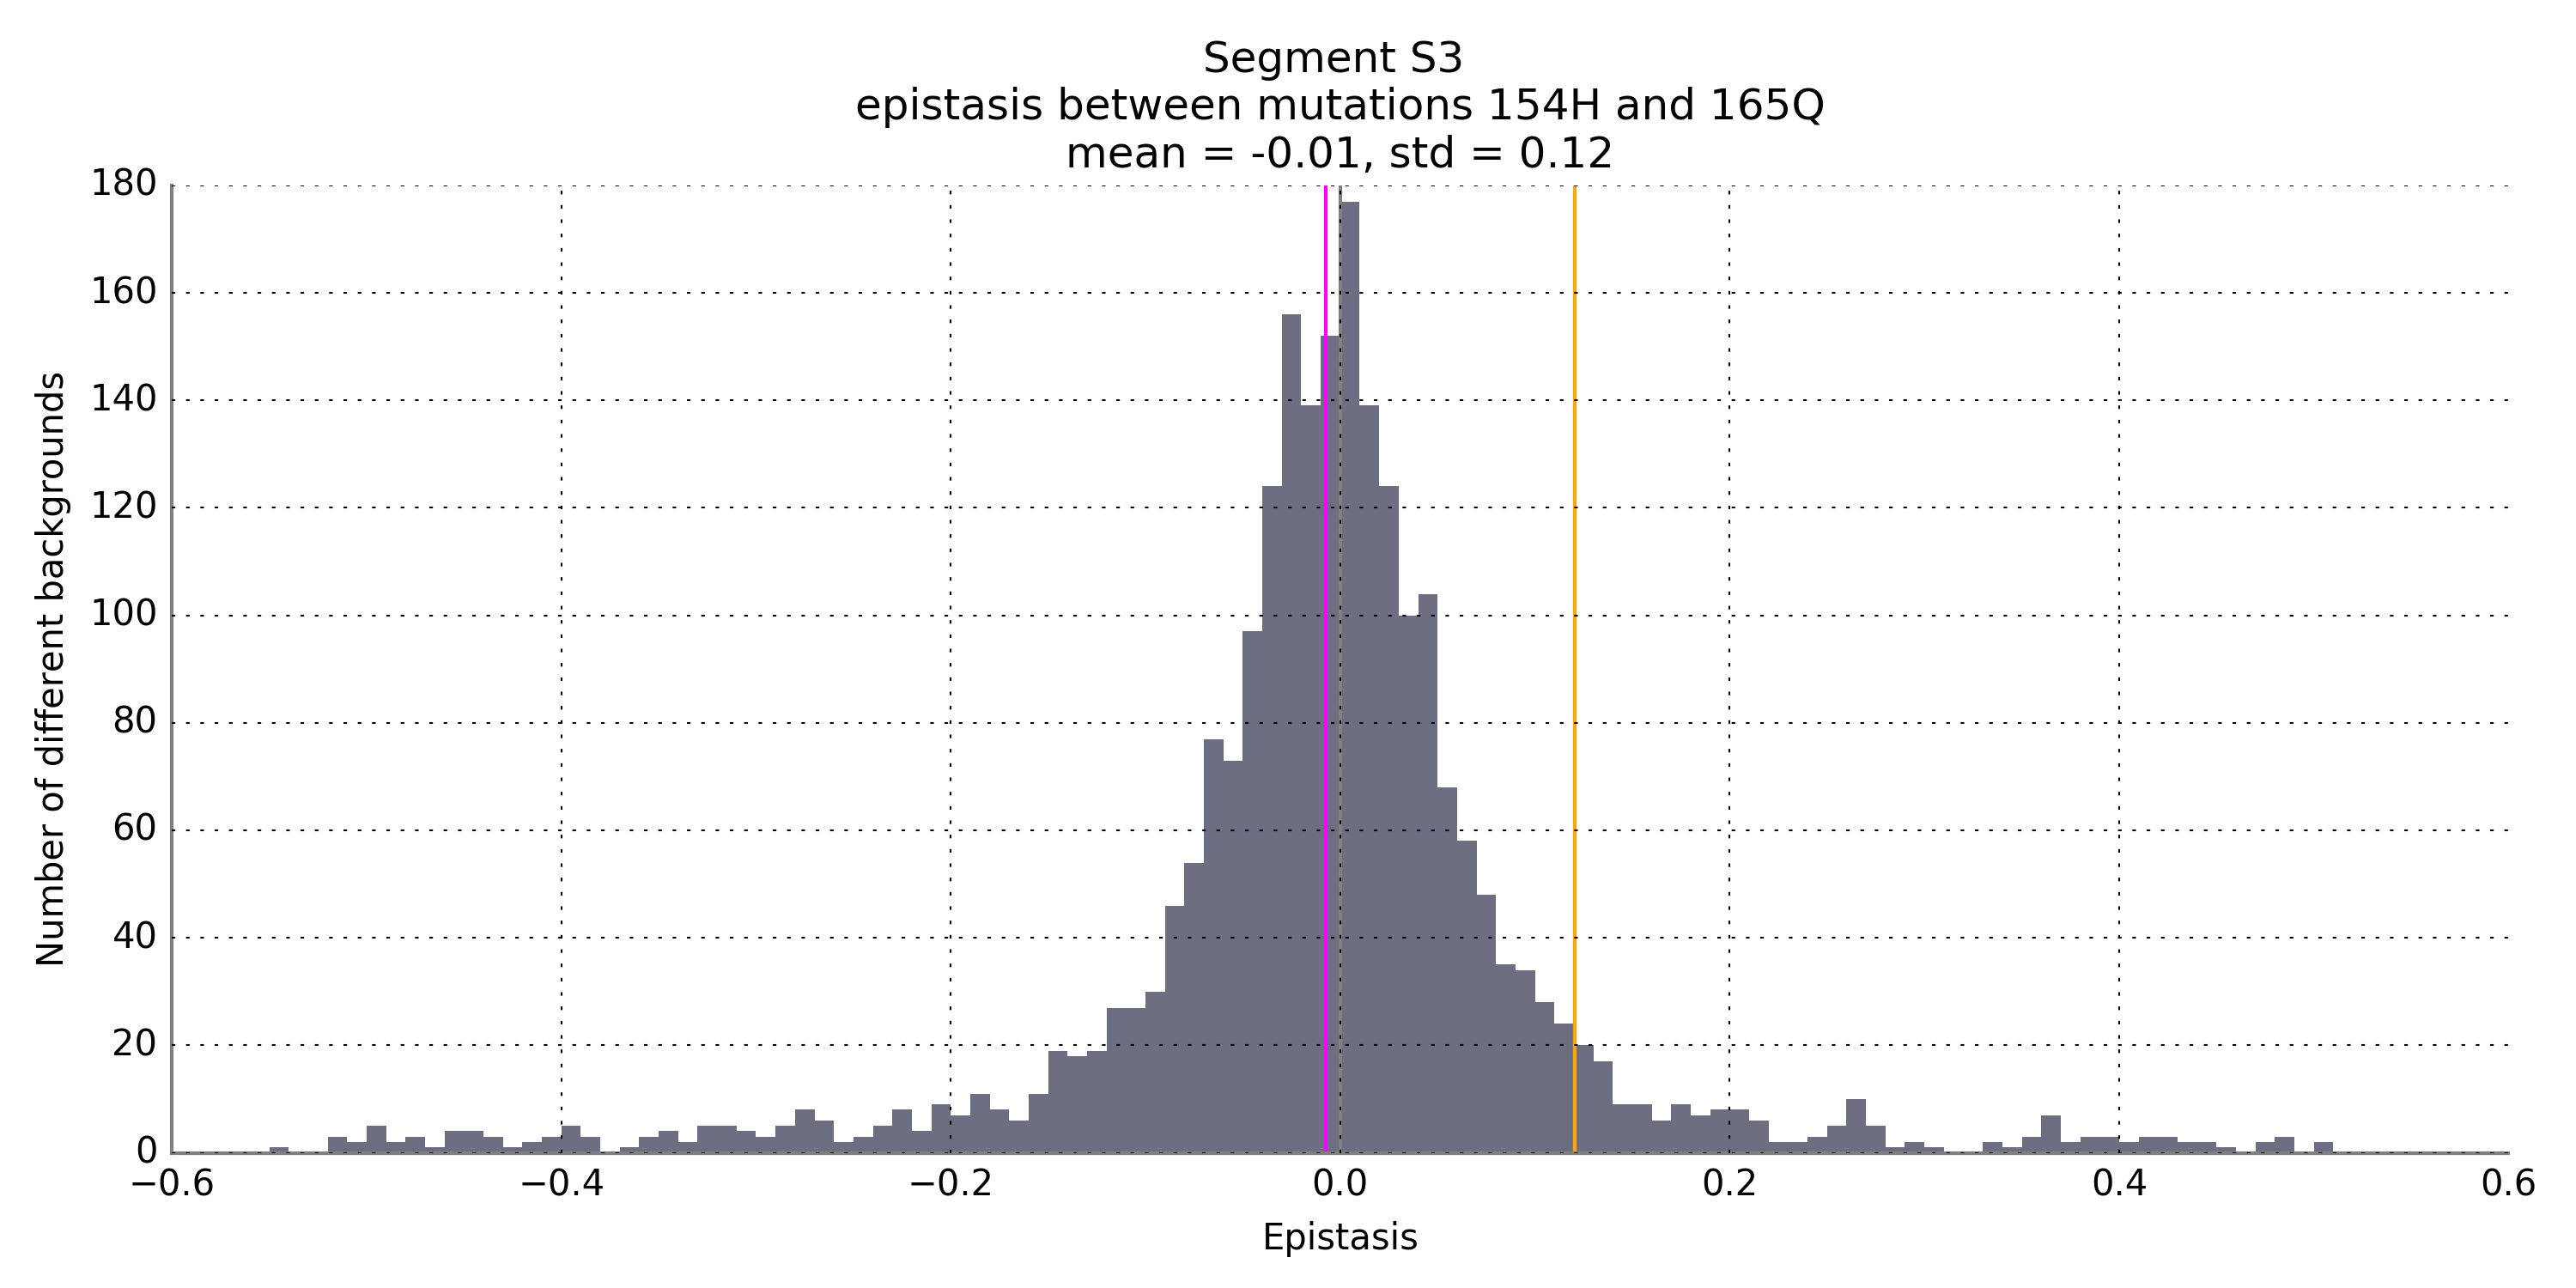 Segment S3
epistasis between mutations 154H and 165Q
mean = -0.01, std = 0.12
180
160
140
120
100
80
60
40
20
0
Number of different backgrounds
−0.6 −0.4 −0.2 0.0 0.2 0.4 0.6
Epistasis